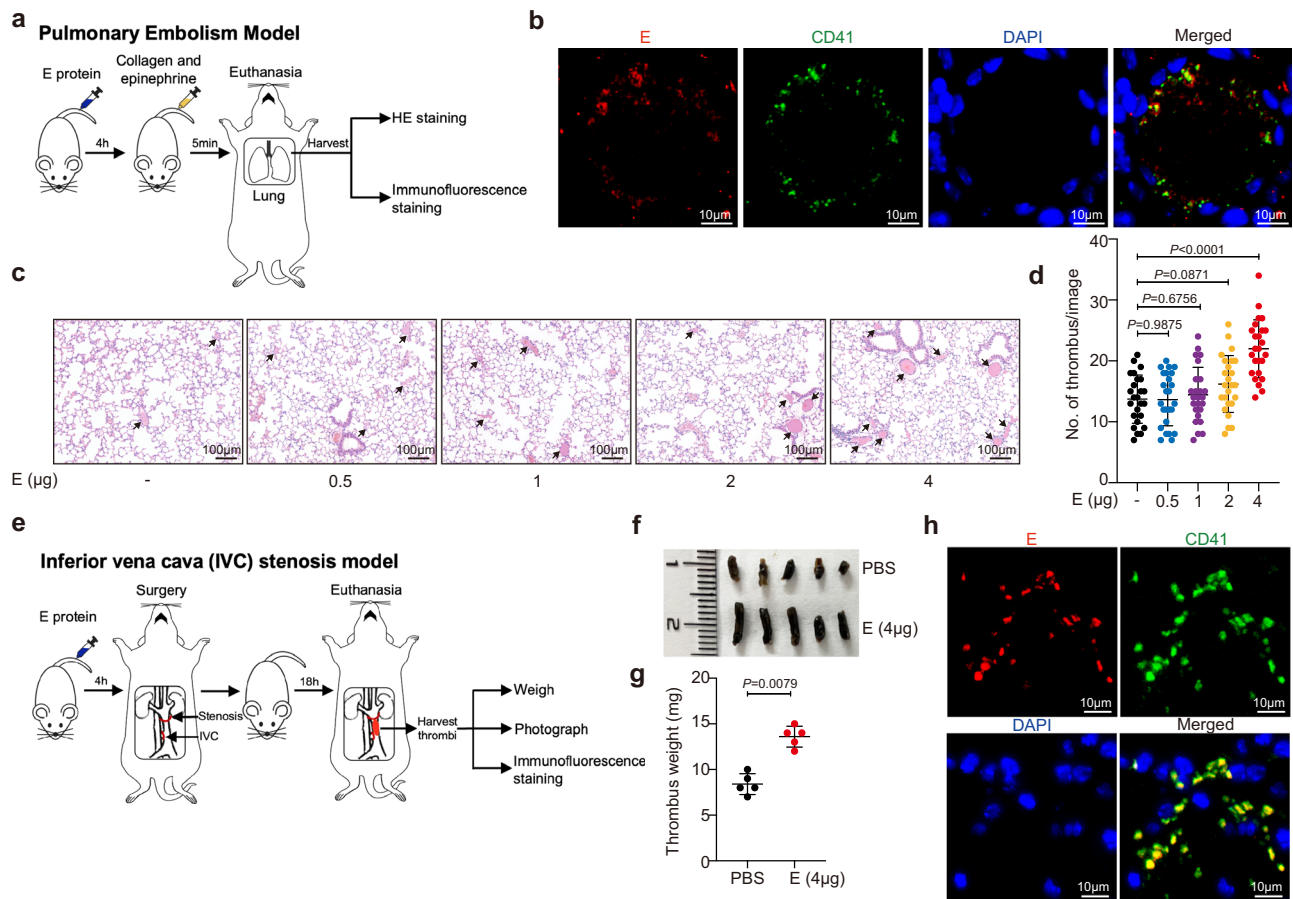 a
Pulmonary Embolism Model
E protein
Collagen and
epinephrine
Euthanasia
4h
5min
Harvest
HE staining
Immunofluorescence
staining
Lung
b
E
CD41
DAPI
Merged
10μm
10μm
10μm
10μm
c
100μm
100μm
100μm
100μm
100μm
E (μg)
-
0.5
1
2
4
d
No. of thrombus/image
40
30
20
10
0
P<0.0001
P=0.0871
P=0.6756
P=0.9875
E (μg)
-
0.5
1
2
4
e
Inferior vena cava (IVC) stenosis model
E protein
Surgery
Euthanasia
4h
18h
Stenosis
IVC
Harvest
thrombi
Weigh
Photograph
Immunofluorescence
staining
f
1
2
PBS
E (4μg)
g
Thrombus weight (mg)
20
15
10
5
0
P=0.0079
PBS
E (4μg)
h
E
CD41
10μm
10μm
DAPI
Merged
10μm
10μm